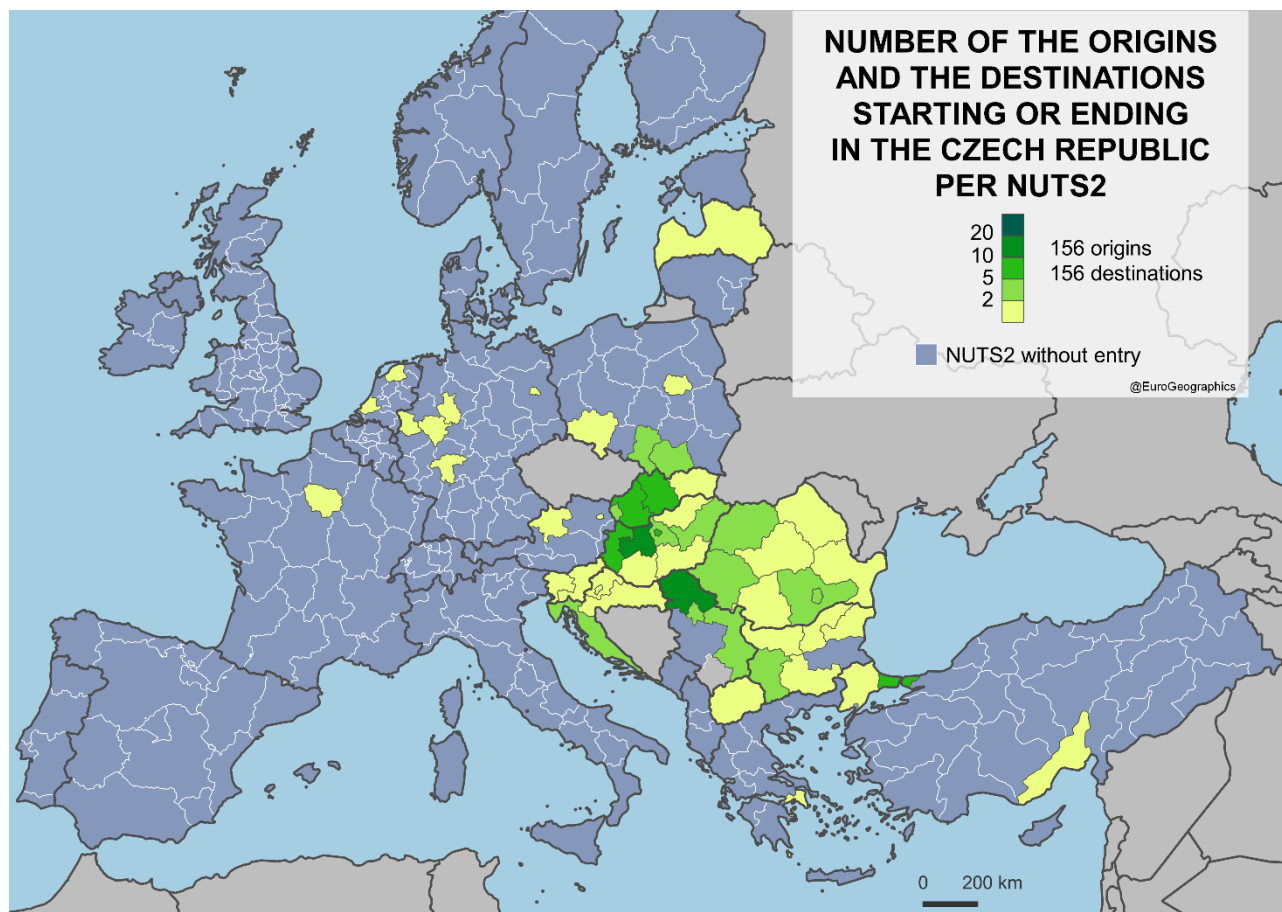 NUMBER OF THE ORIGINS
AND THE DESTINATIONS
STARTING OR ENDING
IN THE CZECH REPUBLIC
PER NUTS2
20
10
5
2
156 origins
156 destinations
NUTS2 without entry
@EuroGeographics
0 200 km